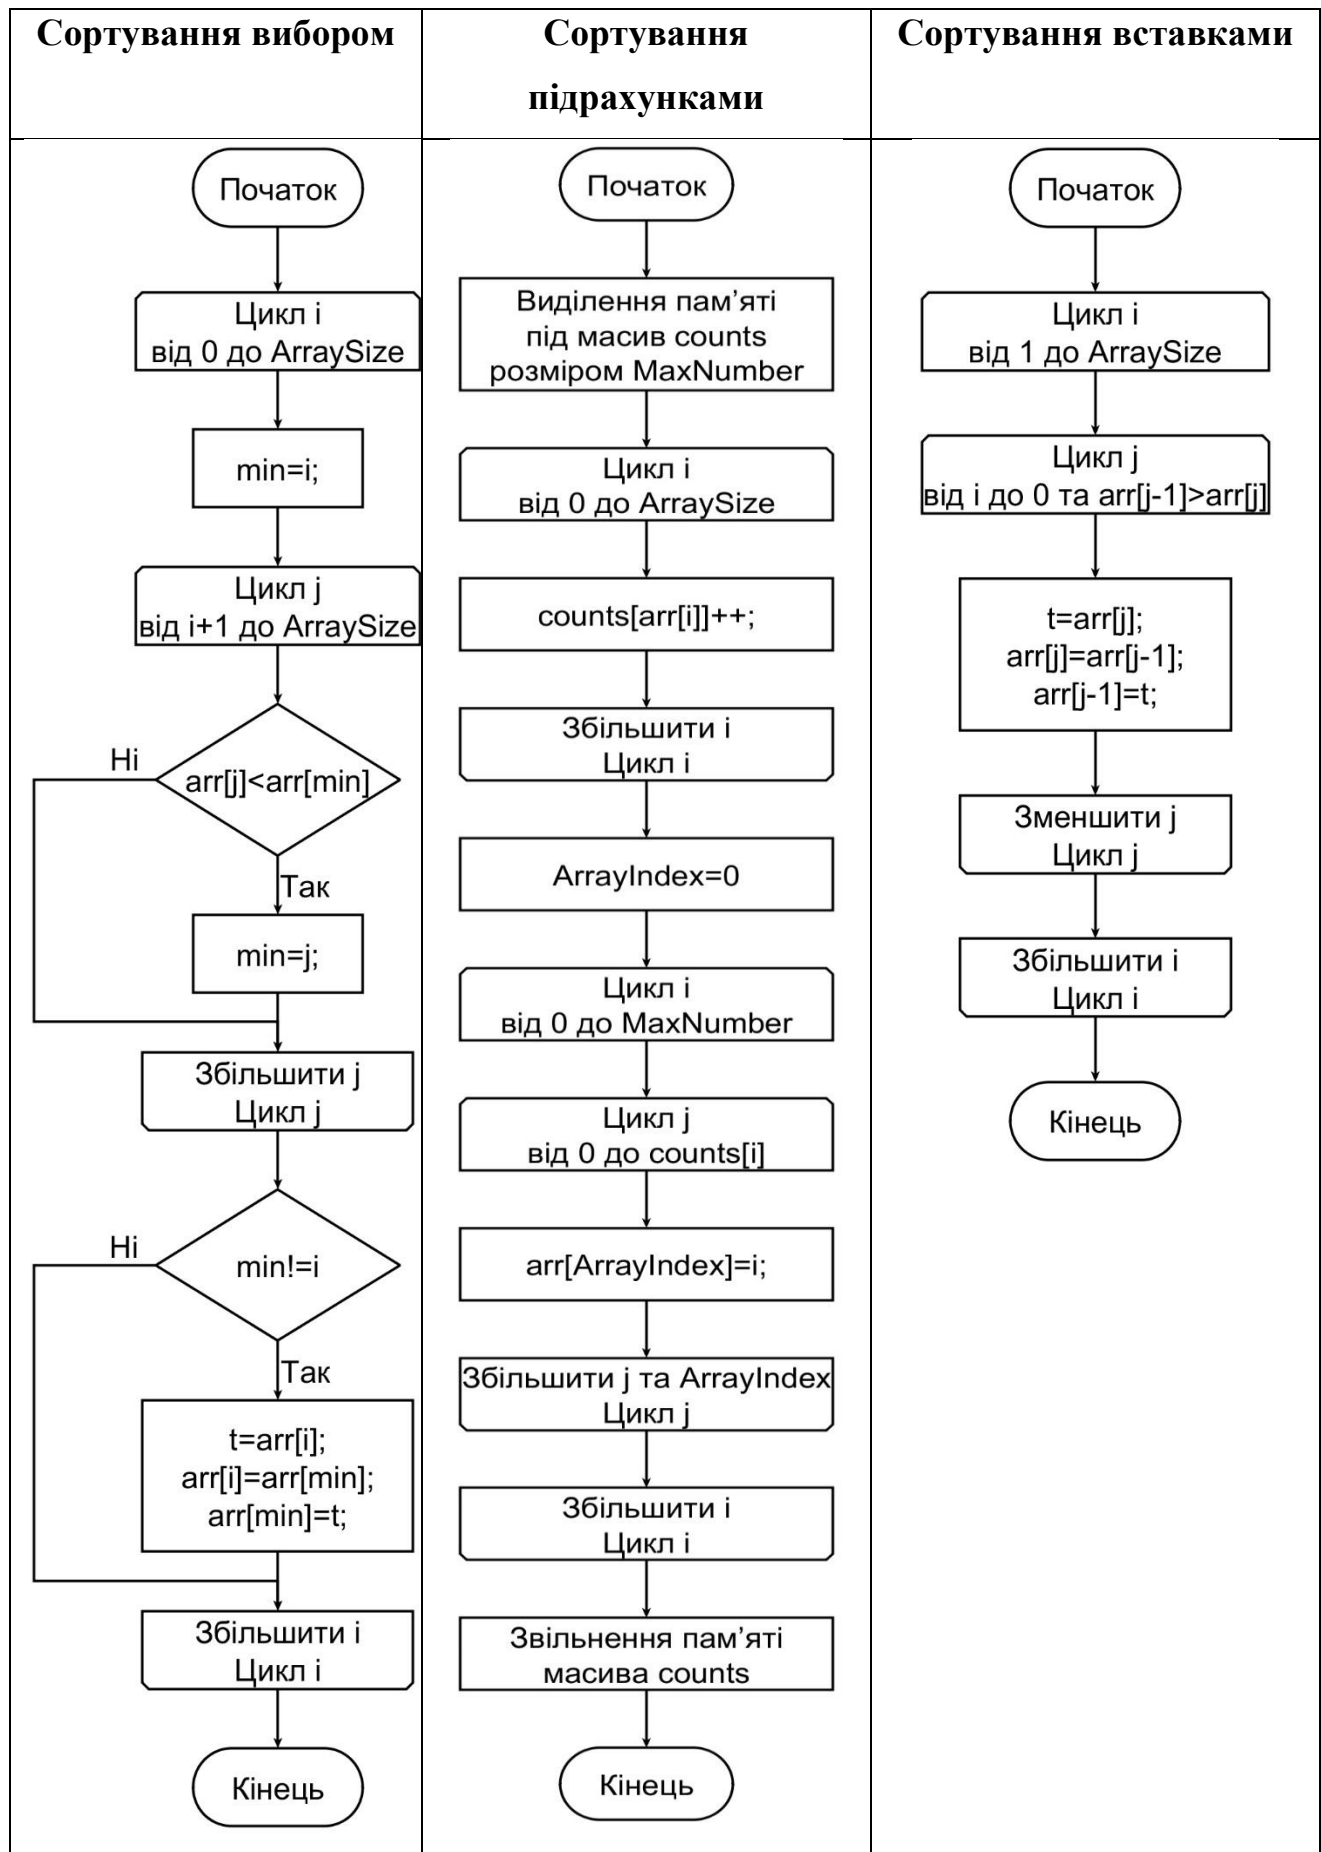 Сортування вибором
Початок
Цикл i
від 0 до ArraySize
min=i;
Цикл j
від i+1 до ArraySize
arr[j]<arr[min]
Ні
Так
min=j;
Збільшити j
Цикл j
min!=i
Ні
Так
t=arr[i];
arr[i]=arr[min];
arr[min]=t;
Збільшити i
Цикл i
Кінець
Сортування
підрахунками
Початок
Виділення пам’яті
під масив counts
розміром MaxNumber
Цикл i
від 0 до ArraySize
counts[arr[i]]++;
Збільшити i
Цикл i
ArrayIndex=0
Цикл i
від 0 до MaxNumber
Цикл j
від 0 до counts[i]
arr[ArrayIndex]=i;
Збільшити j та ArrayIndex
Цикл j
Збільшити i
Цикл i
Звільнення пам’яті
масива counts
Кінець
Сортування вставками
Початок
Цикл i
від 1 до ArraySize
Цикл j
від i до 0 та arr[j-1]>arr[j]
t=arr[j];
arr[j]=arr[j-1];
arr[j-1]=t;
Зменшити j
Цикл j
Збільшити i
Цикл i
Кінець